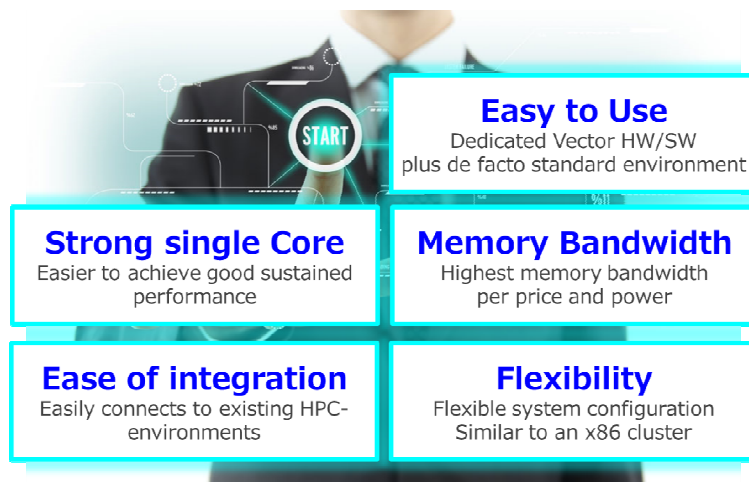 START
Easy to Use
Dedicated Vector HW/SW
plus de facto standard environment
Strong single Core
Easier to achieve good sustained
performance
Memory Bandwidth
Highest memory bandwidth
per price and power
Ease of integration
Easily connects to existing HPC-
environments
Flexibility
Flexible system configuration
Similar to an x86 cluster